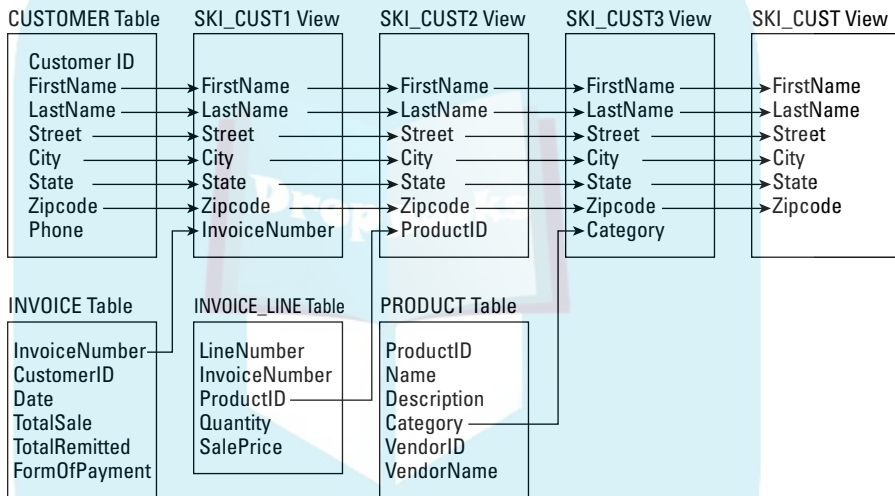 CUSTOMER Table
Customer ID
FirstName
LastName
Street
City
State
Zipcode
Phone
SKI_CUST1 View
FirstName
LastName
Street
City
State
Zipcode
InvoiceNumber
SKI_CUST2 View
FirstName
LastName
Street
City
State
Zipcode
ProductID
SKI_CUST3 View
FirstName
LastName
Street
City
State
Zipcode
Category
SKI_CUST View
FirstName
LastName
Street
City
State
Zipcode
INVOICE Table
InvoiceNumber
CustomerID
Date
TotalSale
TotalRemitted
FormOfPayment
INVOICE_LINE Table
LineNumber
InvoiceNumber
ProductID
Quantity
SalePrice
PRODUCT Table
ProductID
Name
Description
Category
VendorID
VendorName